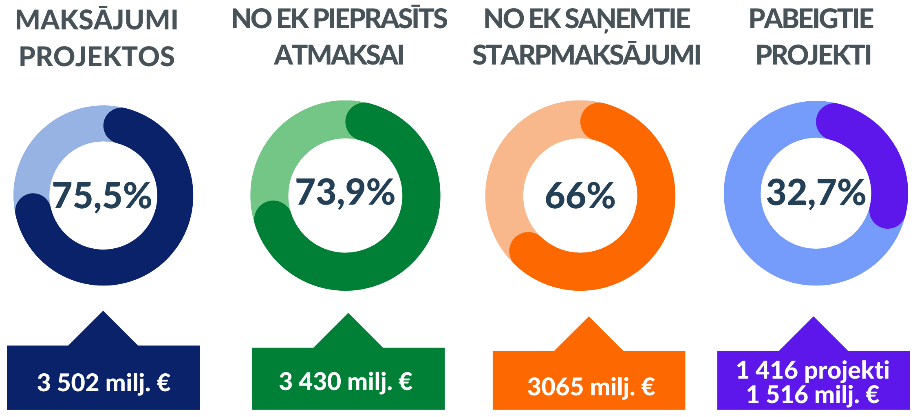 MAKSĀJUMI
PROJEKTOS
75,5%
3 502 milj. €
NO EK PIEPRASĪTS
ATMAKSAI
73,9%
3 430 milj. €
NO EK SAŅEMTIE
STARPMAKSĀJUMI
66%
3065 milj. €
PABEIGTIE
PROJEKTI
32,7%
1 416 projekti
1 516 milj. €